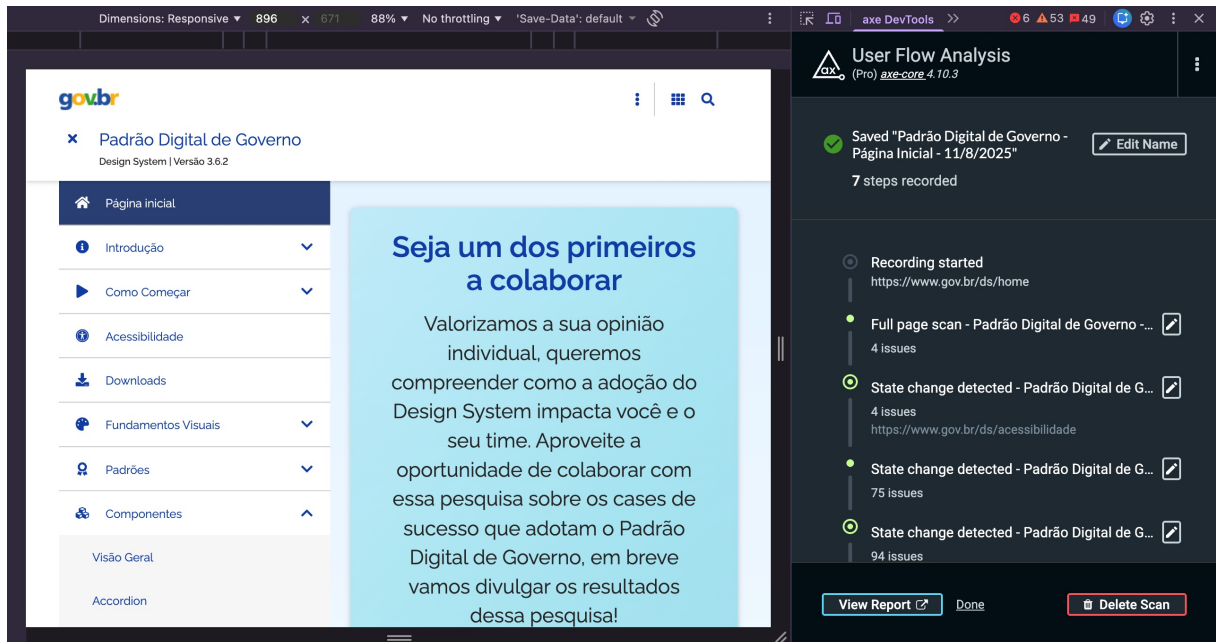 Dimensions: Responsive ▼ 896 x 671 88% ▼ No throttling ▼ 'Save-Data': default ▼
axe DevTools 6 53 49
gov.br
Padrão Digital de Governo
Design System | Versão 3.6.2
Página inicial
Introdução
Como Começar
Acessibilidade
Downloads
Fundamentos Visuais
Padrões
Componentes
Visão Geral
Accordion
Seja um dos primeiros
a colaborar
Valorizamos a sua opinião
individual, queremos
compreender como a adoção do
Design System impacta você e o
seu time. Aproveite a
oportunidade de colaborar com
essa pesquisa sobre os cases de
sucesso que adotam o Padrão
Digital de Governo, em breve
vamos divulgar os resultados
dessa pesquisa!
ax
User Flow Analysis
(Pro) axe-core 4.10.3
Saved "Padrão Digital de Governo -
Página Inicial - 11/8/2025"
Edit Name
7 steps recorded
Recording started
https://www.gov.br/ds/home
Full page scan - Padrão Digital de Governo -...
4 issues
State change detected - Padrão Digital de G...
4 issues
https://www.gov.br/ds/acessibilidade
State change detected - Padrão Digital de G...
75 issues
State change detected - Padrão Digital de G...
94 issues
View Report
Done
Delete Scan